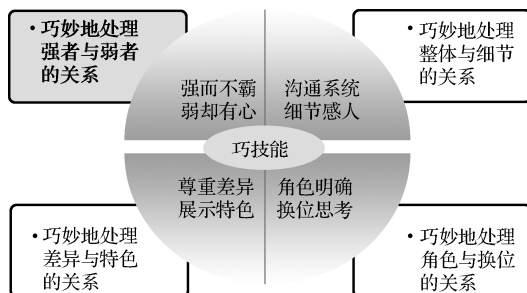 • 巧妙地处理
强者与弱者
的关系
• 巧妙地处理
整体与细节
的关系
强而不霸
弱却有心
沟通系统
细节感人
巧技能
尊重差异
展示特色
角色明确
换位思考
• 巧妙地处理
差异与特色
的关系
• 巧妙地处理
角色与换位
的关系